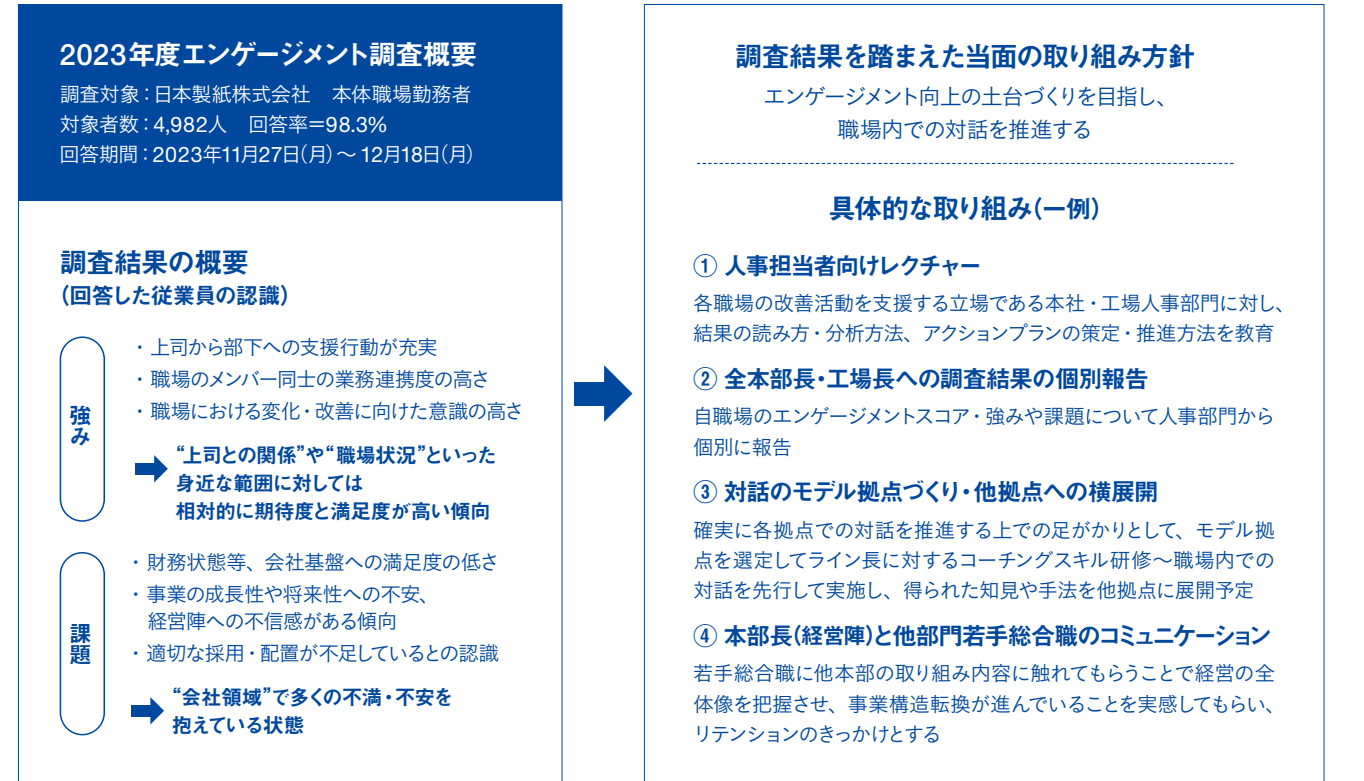 2023年度エンゲージメント調査概要
調査対象：日本製紙株式会社　本体職場勤務者
対象者数：4,982人　回答率＝98.3%
回答期間：2023年11月27日（月）～12月18日（月）
調査結果の概要
（回答した従業員の認識）
強み
・上司から部下への支援行動が充実
・職場のメンバー同士の業務連携度の高さ
・職場における変化・改善に向けた意識の高さ
“上司との関係”や“職場状況”といった
身近な範囲に対しては
相対的に期待度と満足度が高い傾向
課題
・財務状態等、会社基盤への満足度の低さ
・事業の成長性や将来性への不安、
経営陣への不信感がある傾向
・適切な採用・配置が不足しているとの認識
“会社領域”で多くの不満・不安を
抱えている状態
調査結果を踏まえた当面の取り組み方針
エンゲージメント向上の土台づくりを目指し、
職場内での対話を推進する
具体的な取り組み（一例）
① 人事担当者向けレクチャー
各職場の改善活動を支援する立場である本社・工場人事部門に対し、
結果の読み方・分析方法、アクションプランの策定・推進方法を教育
② 全本部長・工場長への調査結果の個別報告
自職場のエンゲージメントスコア・強みや課題について人事部門から
個別に報告
③ 対話のモデル拠点づくり・他拠点への横展開
確実に各拠点での対話を推進する上での足がかりとして、モデル拠
点を選定してライン長に対するコーチングスキル研修～職場内での
対話を先行して実施し、得られた知見や手法を他拠点に展開予定
④ 本部長（経営陣）と他部門若手総合職のコミュニケーション
若手総合職に他本部の取り組み内容に触れてもらうことで経営の全
体像を把握させ、事業構造転換が進んでいることを実感してもらい、
リテンションのきっかけとする